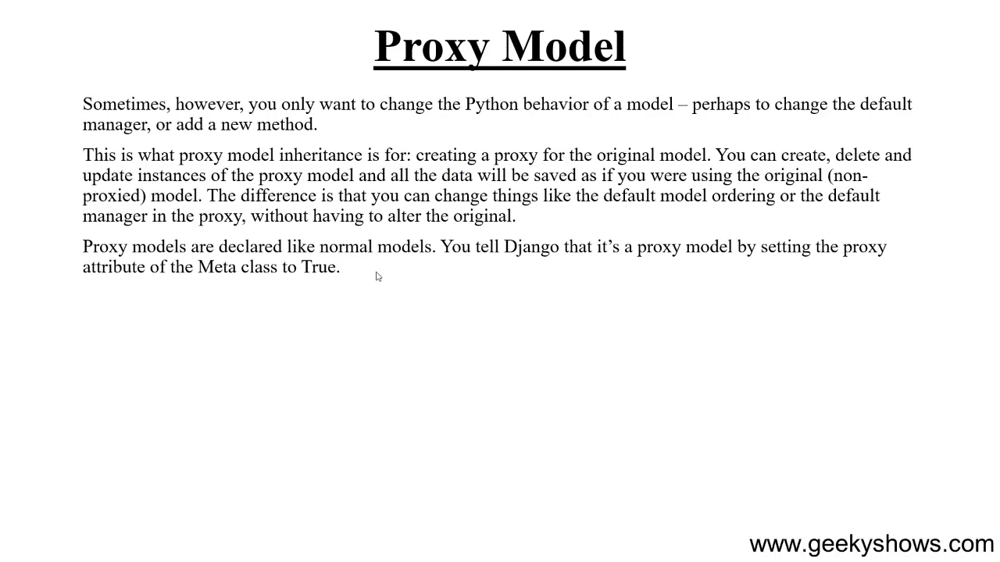 Proxy Model
Sometimes, however, you only want to change the Python behavior of a model – perhaps to change the default
manager, or add a new method.
This is what proxy model inheritance is for: creating a proxy for the original model. You can create, delete and
update instances of the proxy model and all the data will be saved as if you were using the original (non-
proxied) model. The difference is that you can change things like the default model ordering or the default
manager in the proxy, without having to alter the original.
Proxy models are declared like normal models. You tell Django that it’s a proxy model by setting the proxy
attribute of the Meta class to True.
www.geekyshows.com